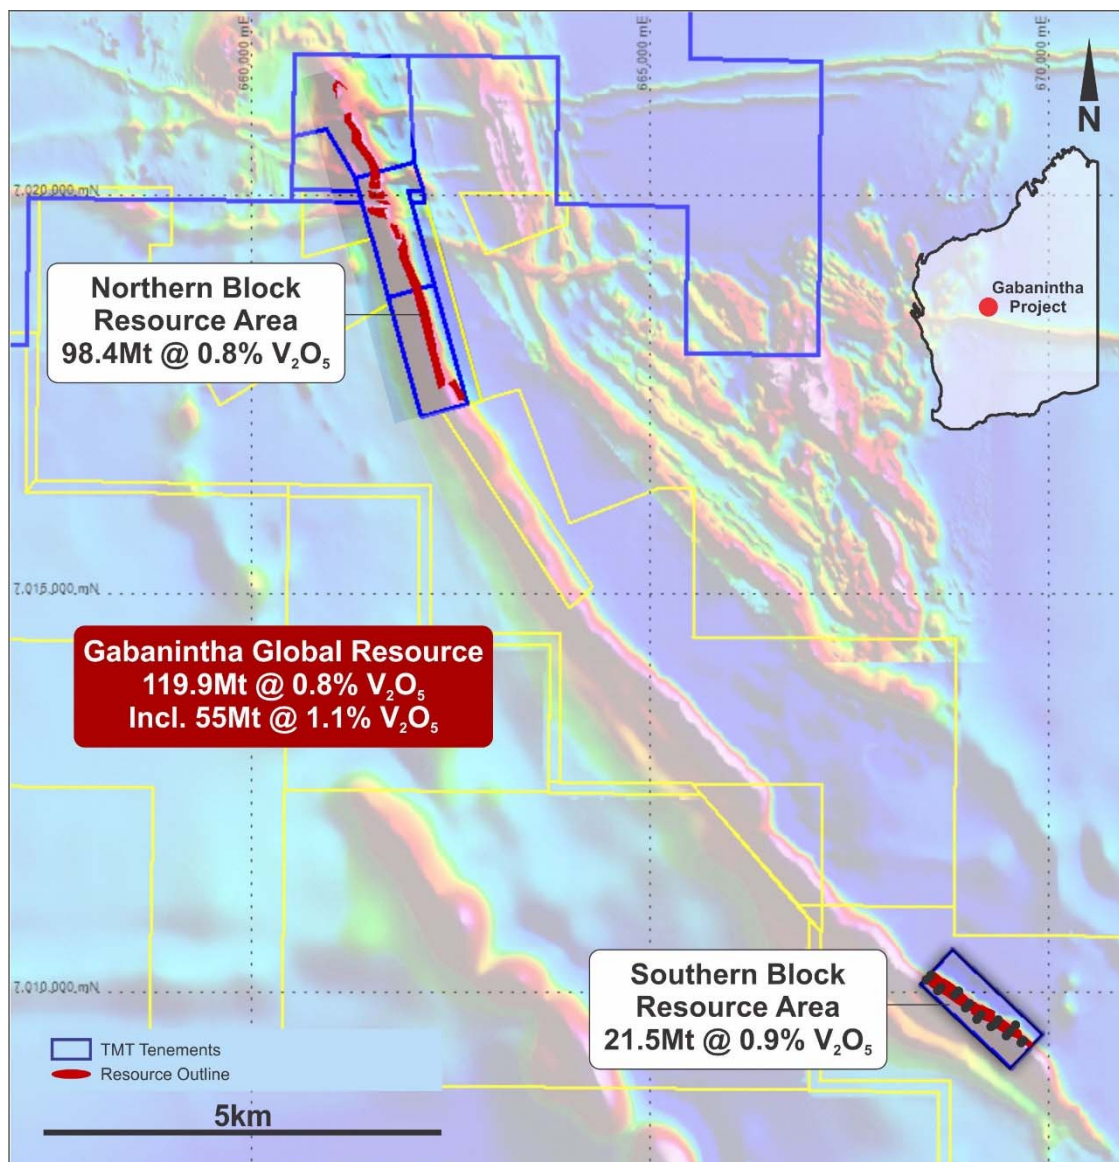 660,000 mE
665,000 mE
670,000 mE
N
7,020,000 mN
Gabanintha
Project
Northern Block
Resource Area
98.4Mt @ 0.8% V₂O₅
7,015,000 mN
Gabanintha Global Resource
119.9Mt @ 0.8% V₂O₅
Incl. 55Mt @ 1.1% V₂O₅
Southern Block
Resource Area
21.5Mt @ 0.9% V₂O₅
7,010,000 mN
TMT Tenements
Resource Outline
5km